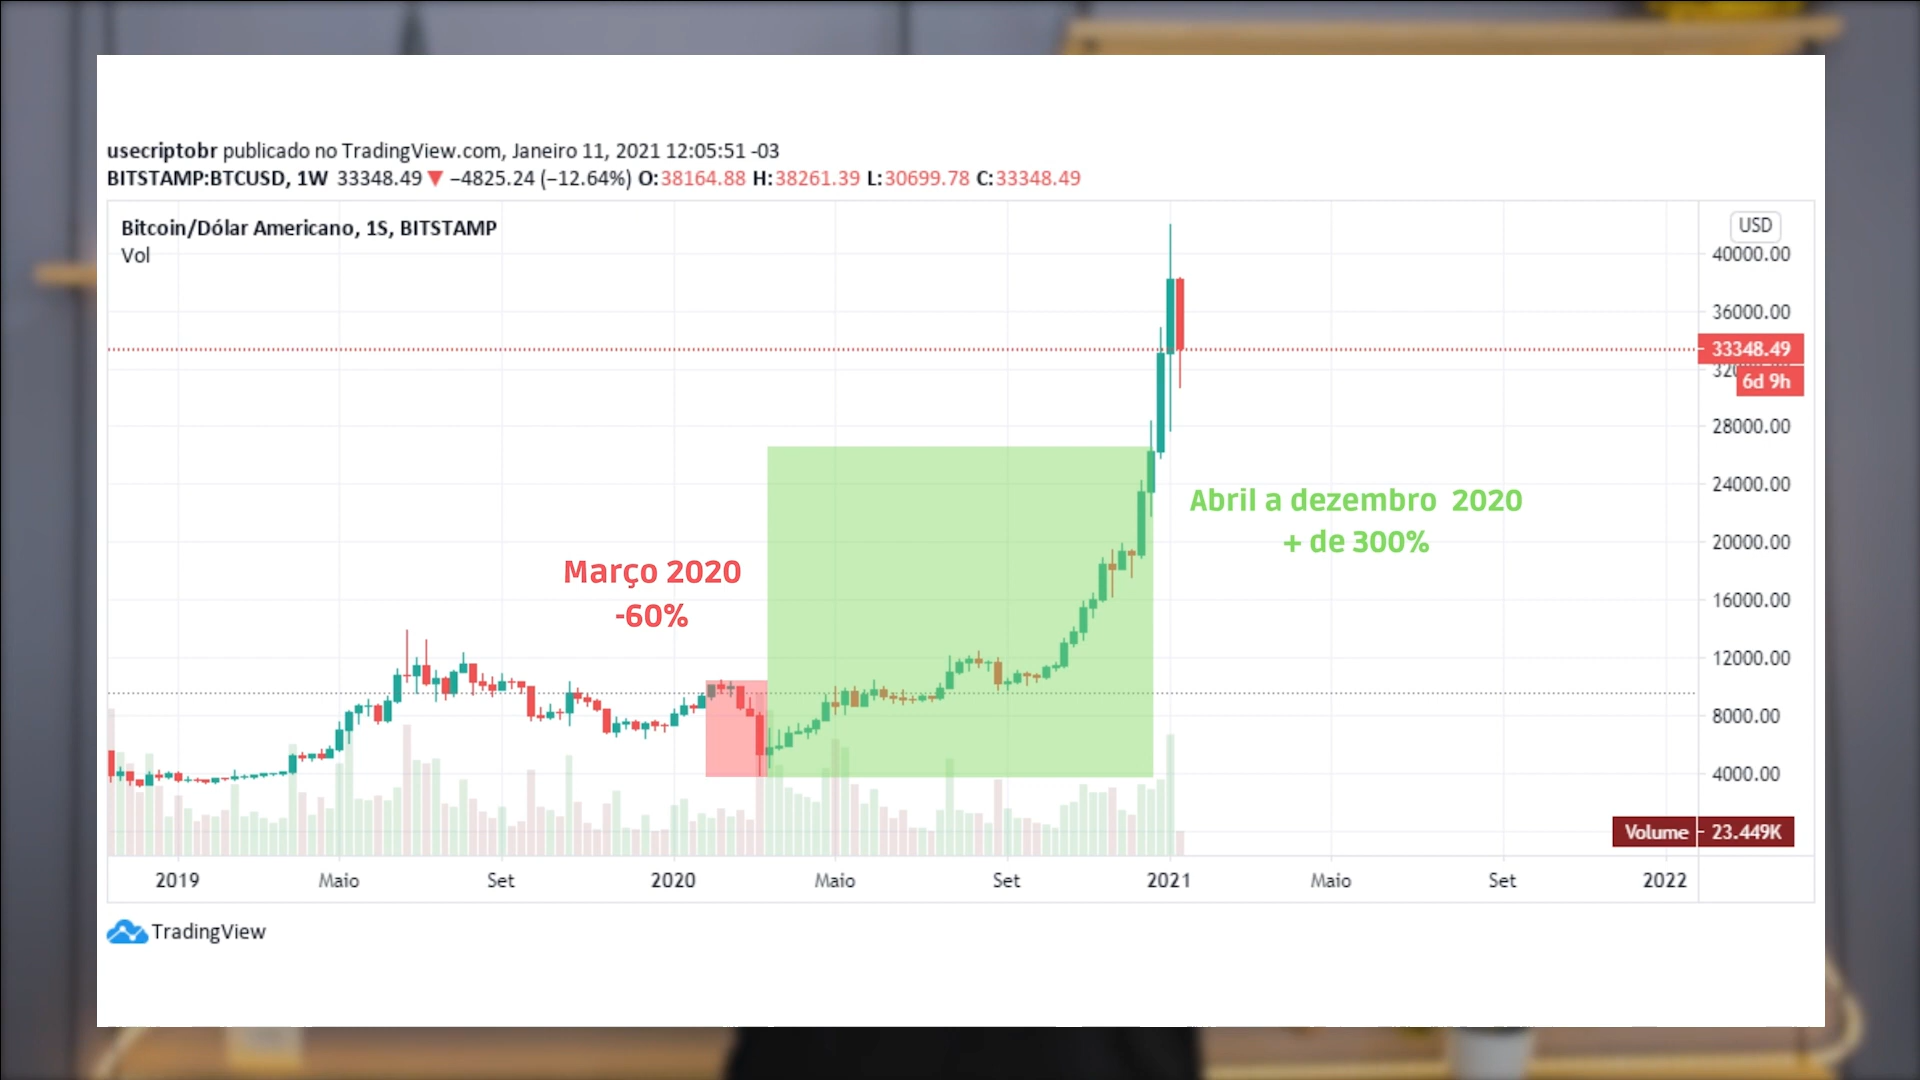 usecriptobr publicado no TradingView.com, Janeiro 11, 2021 12:05:51 -03
BITSTAMP:BTCUSD, 1W 33348.49 ▼ −4825.24 (−12.64%) O:38164.88 H:38261.39 L:30699.78 C:33348.49
Bitcoin/Dólar Americano, 1S, BITSTAMP
Vol
USD
40000.00
36000.00
33348.49
6d 9h
28000.00
24000.00
20000.00
16000.00
12000.00
8000.00
4000.00
Abril a dezembro 2020
+ de 300%
Março 2020
-60%
Volume 23.449K
2019 Maio Set 2020 Maio Set 2021 Maio Set 2022
TradingView